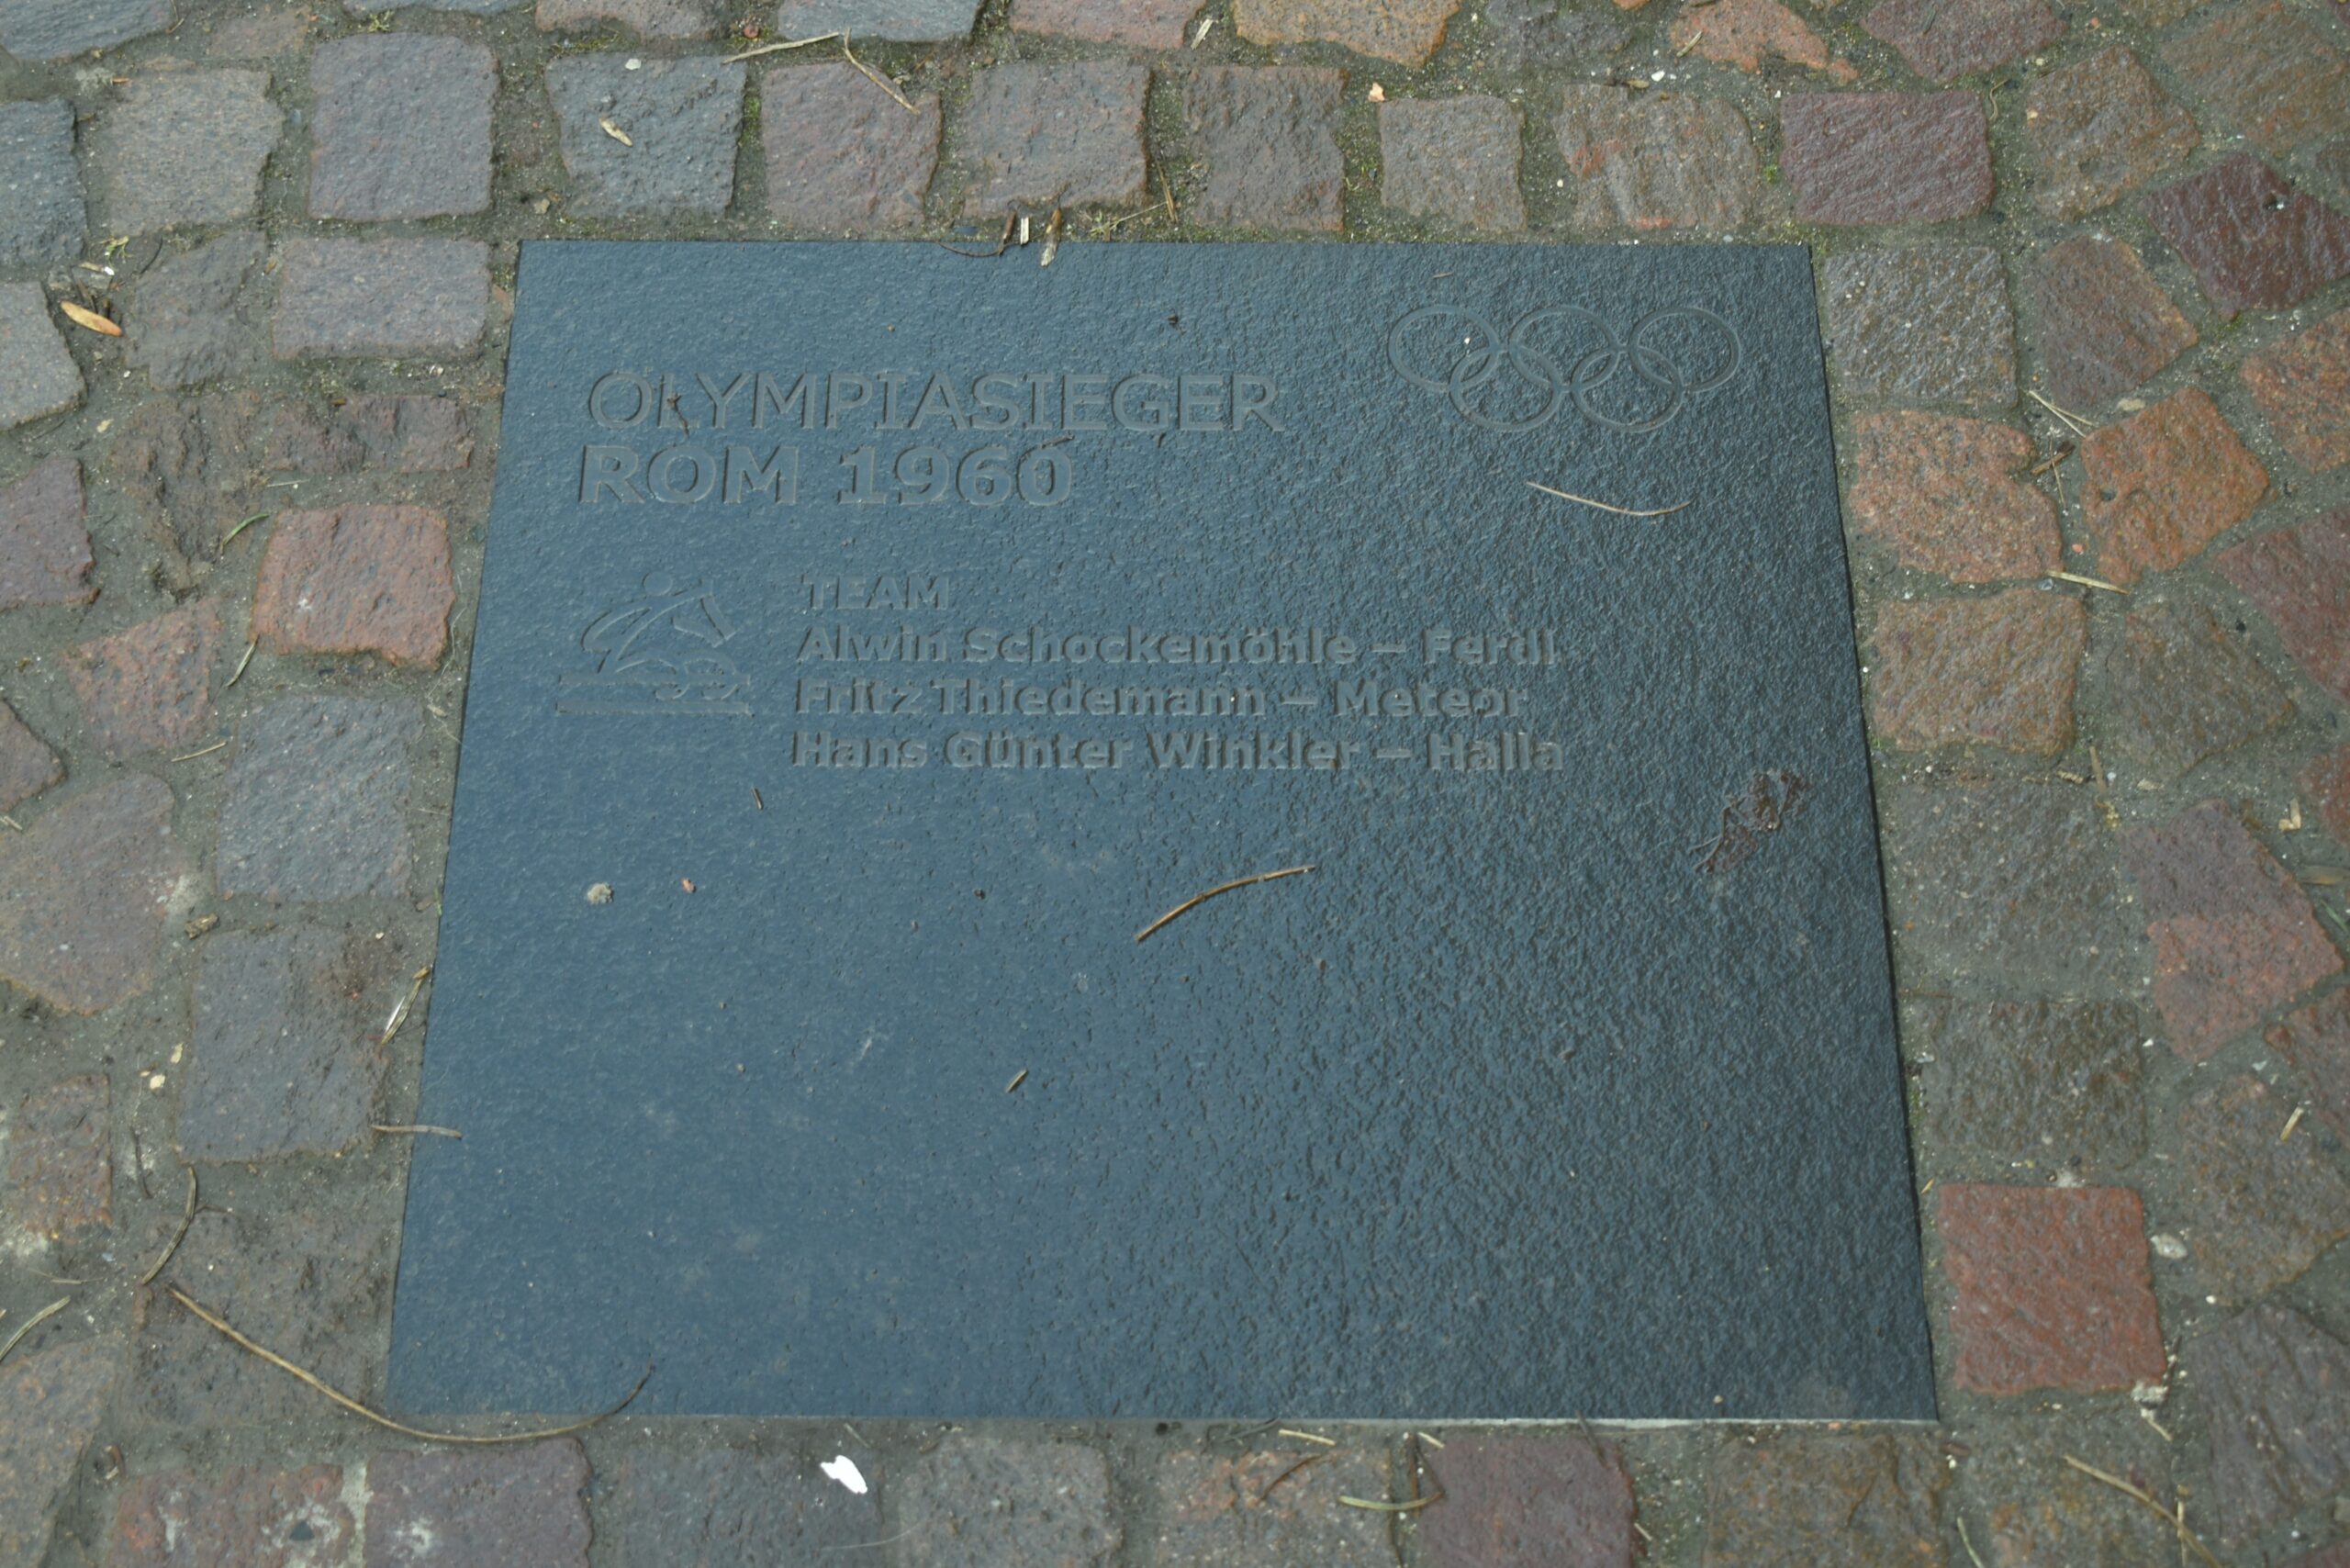 OLYMPIASIEGER
ROM 1960
TEAM
Alwin Schockemöhle – Ferdl
Fritz Thiedemann – Meteor
Hans Günter Winkler – Halla